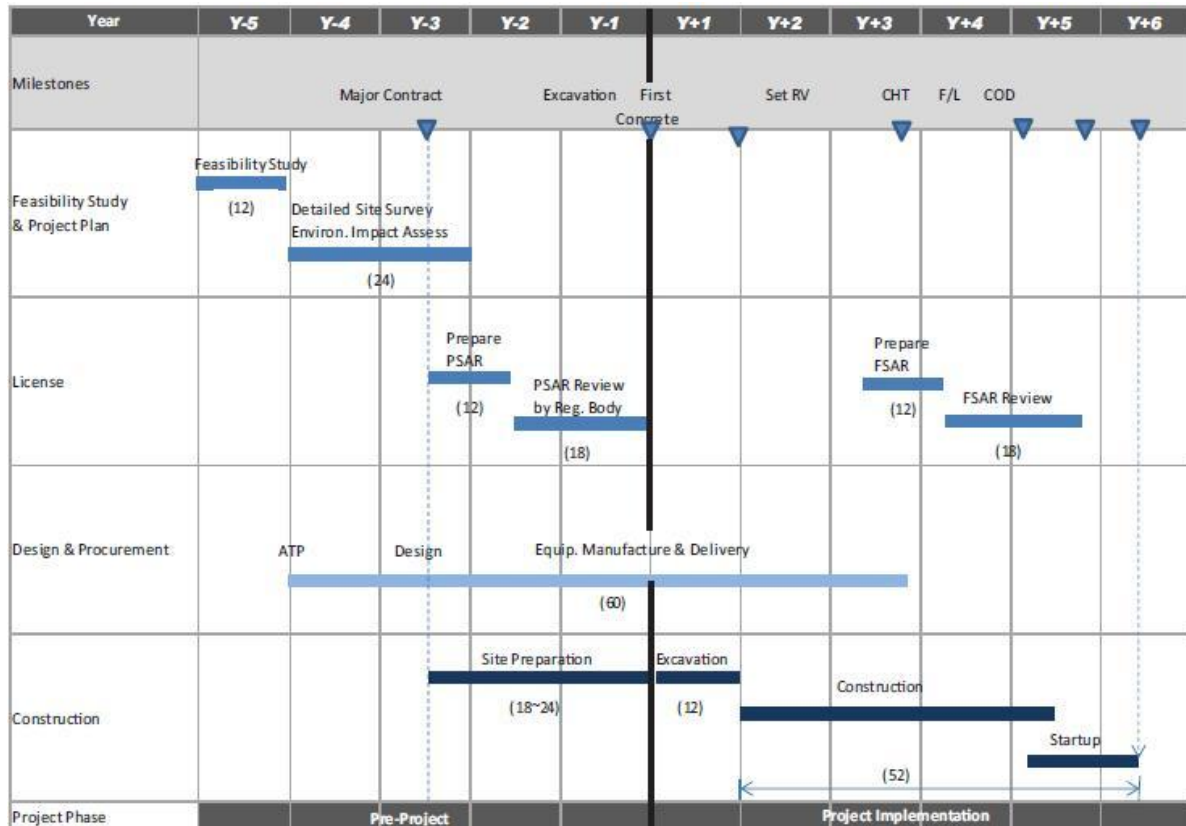 Year Y-5 Y-4 Y-3 Y-2 Y-1 Y+1 Y+2 Y+3 Y+4 Y+5 Y+6
Milestones
Major Contract Excavation First Concrete Set RV CHT F/L COD
Feasibility Study & Project Plan
Feasibility Study
(12)
Detailed Site Survey
Environ. Impact Assess
(24)
License
Prepare
PSAR
(12)
PSAR Review
by Reg. Body
(18)
Prepare
FSAR
(12)
FSAR Review
(18)
Design & Procurement
ATP Design Equip. Manufacture & Delivery
(60)
Construction
Site Preparation
(18~24)
Excavation
(12)
Construction
Startup
(52)
Project Phase Pre-Project Project Implementation